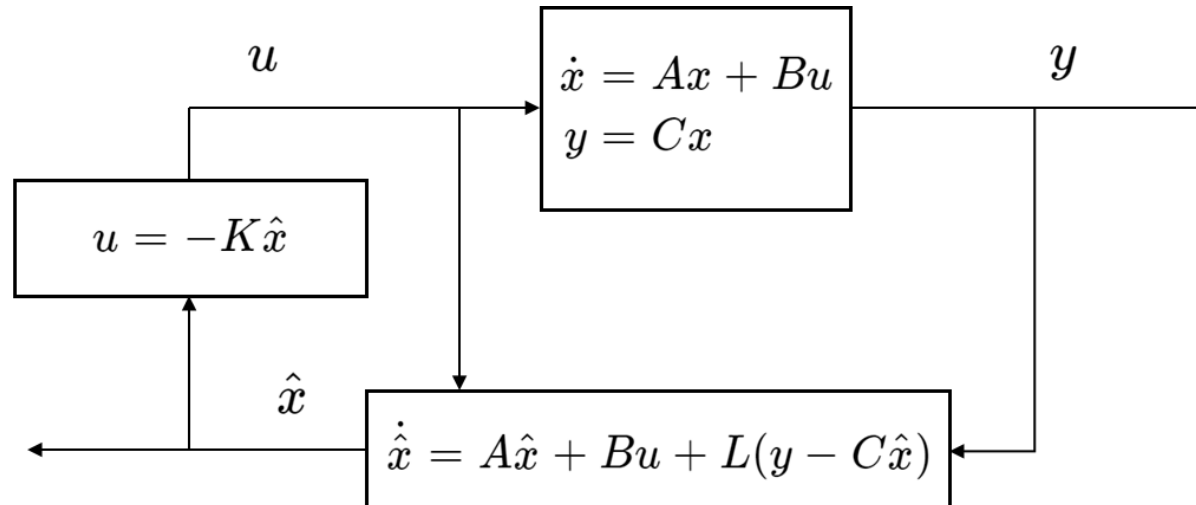 u
y
ẋ = Ax + Bu
y = Cx
u = −Kx̂
x̂
x̂̇ = Ax̂ + Bu + L(y − Cx̂)